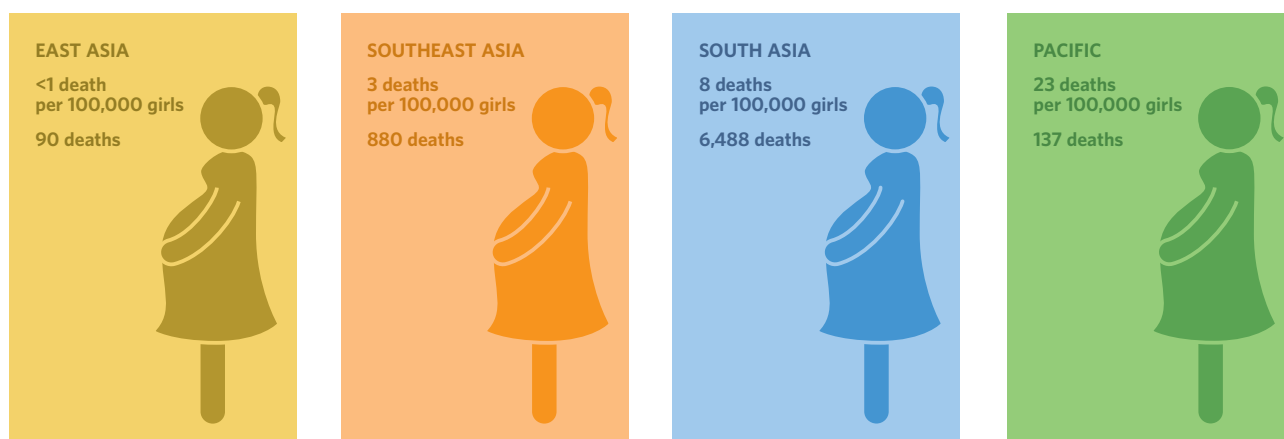 EAST ASIA
<1 death
per 100,000 girls
90 deaths
SOUTHEAST ASIA
3 deaths
per 100,000 girls
880 deaths
SOUTH ASIA
8 deaths
per 100,000 girls
6,488 deaths
PACIFIC
23 deaths
per 100,000 girls
137 deaths